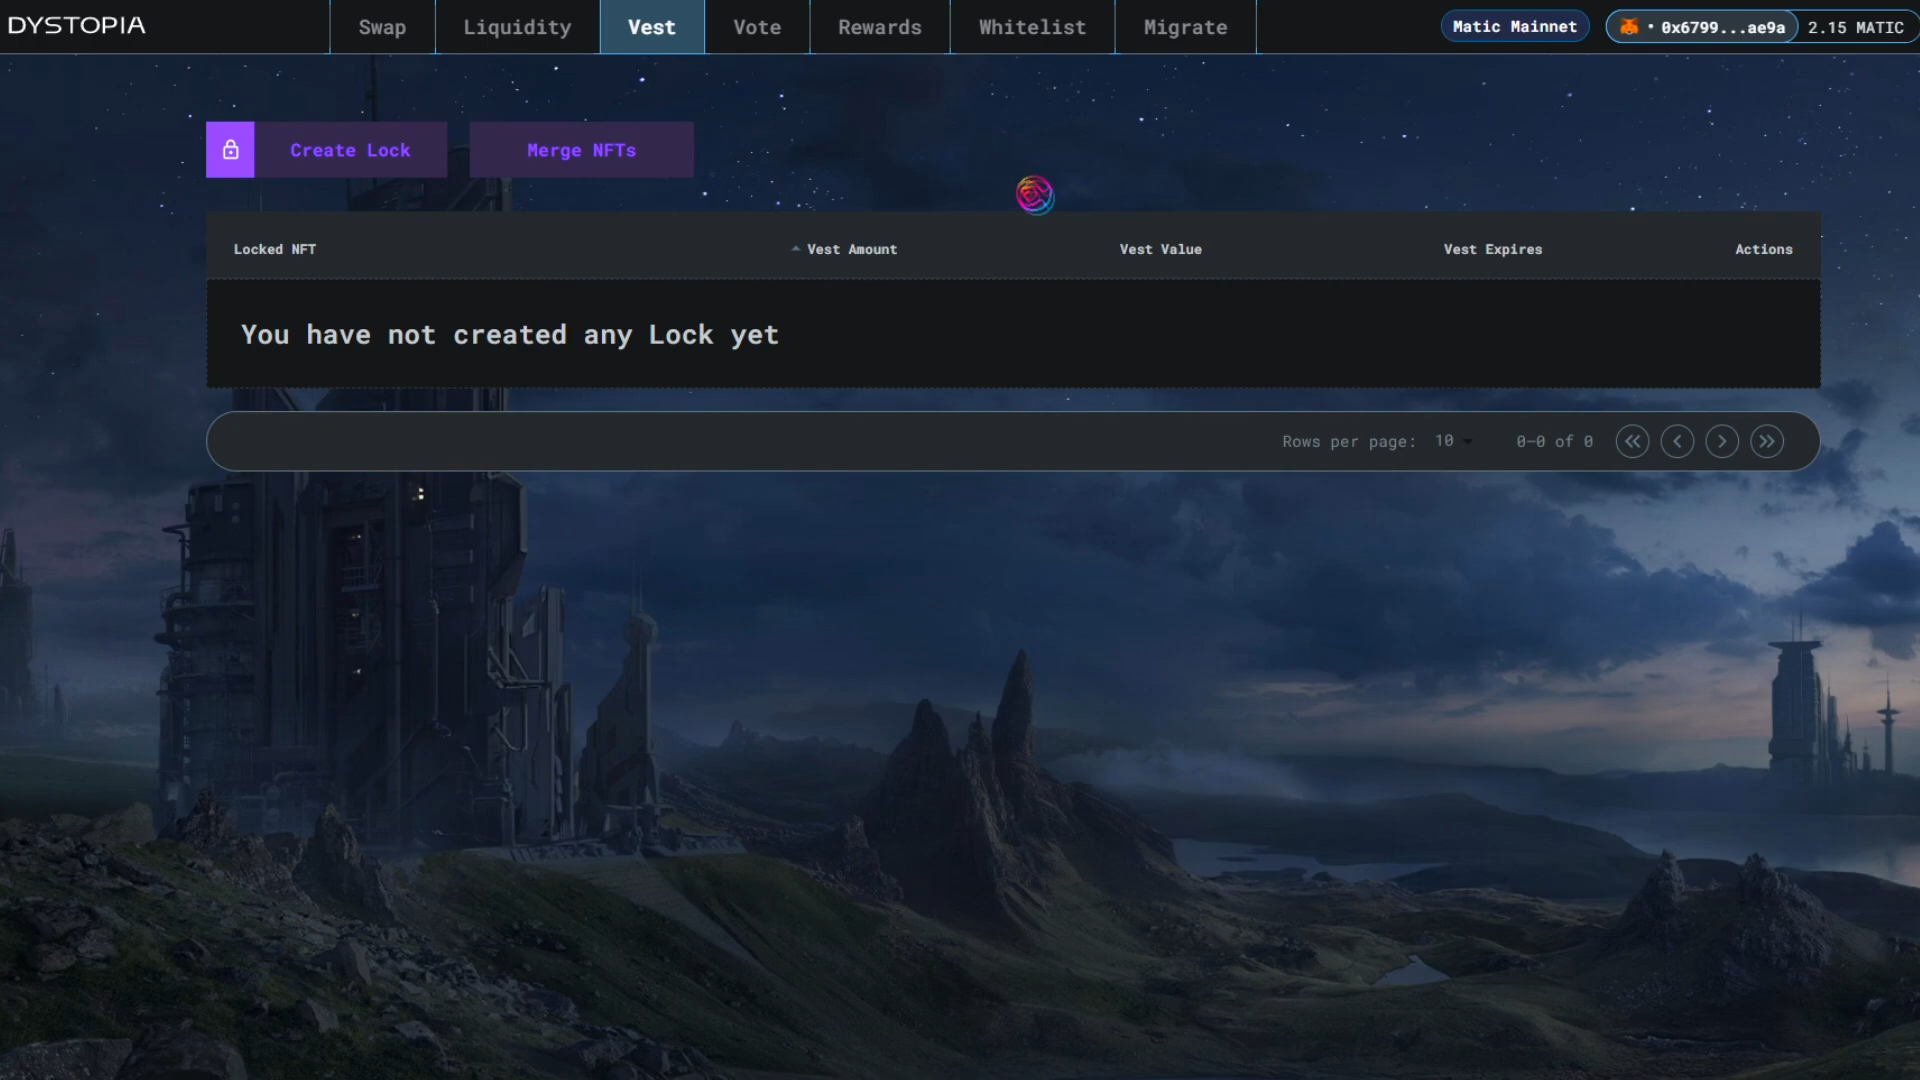 DYSTOPIA
Swap
Liquidity
Vest
Vote
Rewards
Whitelist
Migrate
Matic Mainnet
• 0x6799...ae9a
2.15 MATIC
Create Lock
Merge NFTs
Locked NFT
Vest Amount
Vest Value
Vest Expires
Actions
You have not created any Lock yet
Rows per page: 10
0–0 of 0